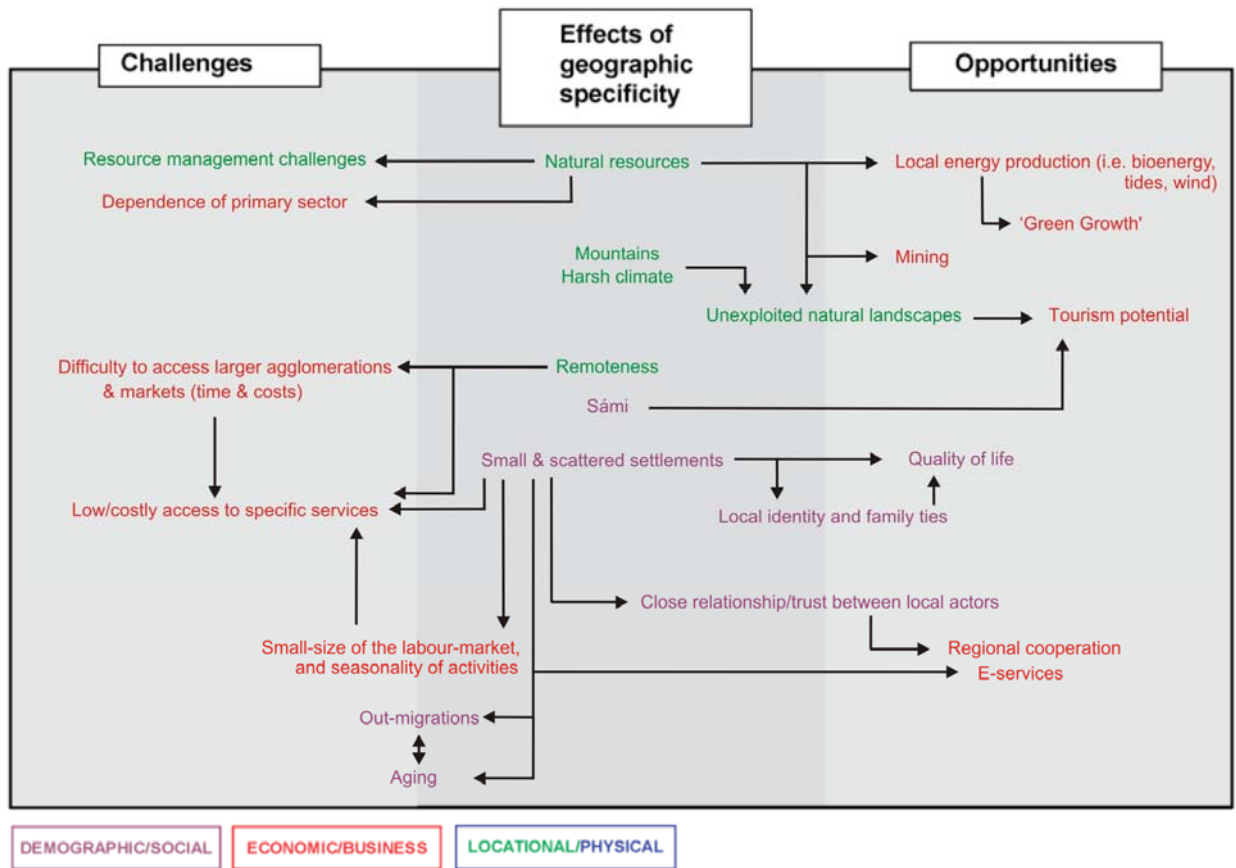 Challenges
Effects of
geographic
specificity
Opportunities
Resource management challenges
Natural resources
Local energy production (i.e. bioenergy,
tides, wind)
Dependence of primary sector
'Green Growth'
Mountains
Harsh climate
Mining
Unexploited natural landscapes
Tourism potential
Difficulty to access larger agglomerations
& markets (time & costs)
Remoteness
Sámi
Small & scattered settlements
Quality of life
Low/costly access to specific services
Local identity and family ties
Close relationship/trust between local actors
Small-size of the labour-market,
and seasonality of activities
Regional cooperation
E-services
Out-migrations
Aging
DEMOGRAPHIC/SOCIAL
ECONOMIC/BUSINESS
LOCATIONAL/PHYSICAL